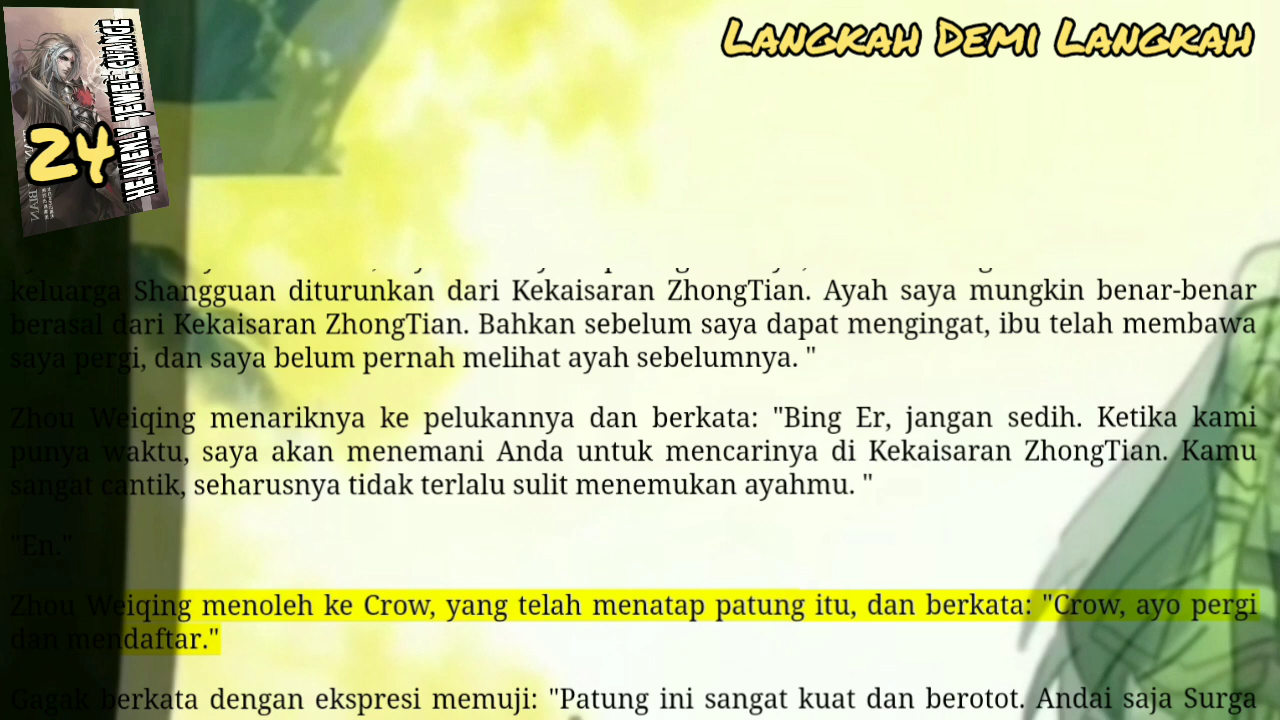 Langkah Demi Langkah
HEAVENLY JEWEL CHANGE
24
keluarga Shangguan diturunkan dari Kekaisaran ZhongTian. Ayah saya mungkin benar-benar
berasal dari Kekaisaran ZhongTian. Bahkan sebelum saya dapat mengingat, ibu telah membawa
saya pergi, dan saya belum pernah melihat ayah sebelumnya. "
Zhou Weiqing menariknya ke pelukannya dan berkata: "Bing Er, jangan sedih. Ketika kami
punya waktu, saya akan menemani Anda untuk mencarinya di Kekaisaran ZhongTian. Kamu
sangat cantik, seharusnya tidak terlalu sulit menemukan ayahmu. "
"En."
Zhou Weiqing menoleh ke Crow, yang telah menatap patung itu, dan berkata: "Crow, ayo pergi
dan mendaftar."
Gagak berkata dengan ekspresi memuji: "Patung ini sangat kuat dan berotot. Andai saja Surga